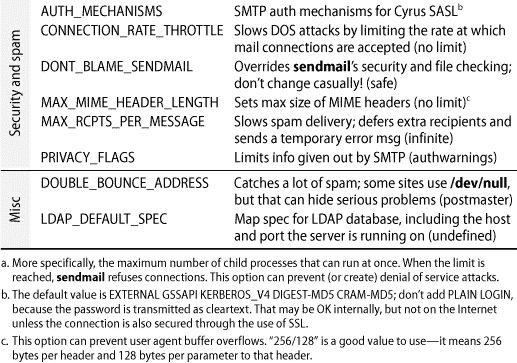 Security and spam
AUTH_MECHANISMS SMTP auth mechanisms for Cyrus SASLb
CONNECTION_RATE_THROTTLE Slows DOS attacks by limiting the rate at which
mail connections are accepted (no limit)
DONT_BLAME_SENDMAIL Overrides sendmail's security and file checking;
don't change casually! (safe)
MAX_MIME_HEADER_LENGTH Sets max size of MIME headers (no limit)c
MAX_RCPTS_PER_MESSAGE Slows spam delivery; defers extra recipients and
sends a temporary error msg (infinite)
PRIVACY_FLAGS Limits info given out by SMTP (authwarnings)
Misc
DOUBLE_BOUNCE_ADDRESS Catches a lot of spam; some sites use /dev/null,
but that can hide serious problems (postmaster)
LDAP_DEFAULT_SPEC Map spec for LDAP database, including the host
and port the server is running on (undefined)
a. More specifically, the maximum number of child processes that can run at once. When the limit is
reached, sendmail refuses connections. This option can prevent (or create) denial of service attacks.
b. The default value is EXTERNAL GSSAPI KERBEROS_V4 DIGEST-MD5 CRAM-MD5; don't add PLAIN LOGIN,
because the password is transmitted as cleartext. That may be OK internally, but not on the Internet
unless the connection is also secured through the use of SSL.
c. This option can prevent user agent buffer overflows. "256/128" is a good value to use—it means 256
bytes per header and 128 bytes per parameter to that header.